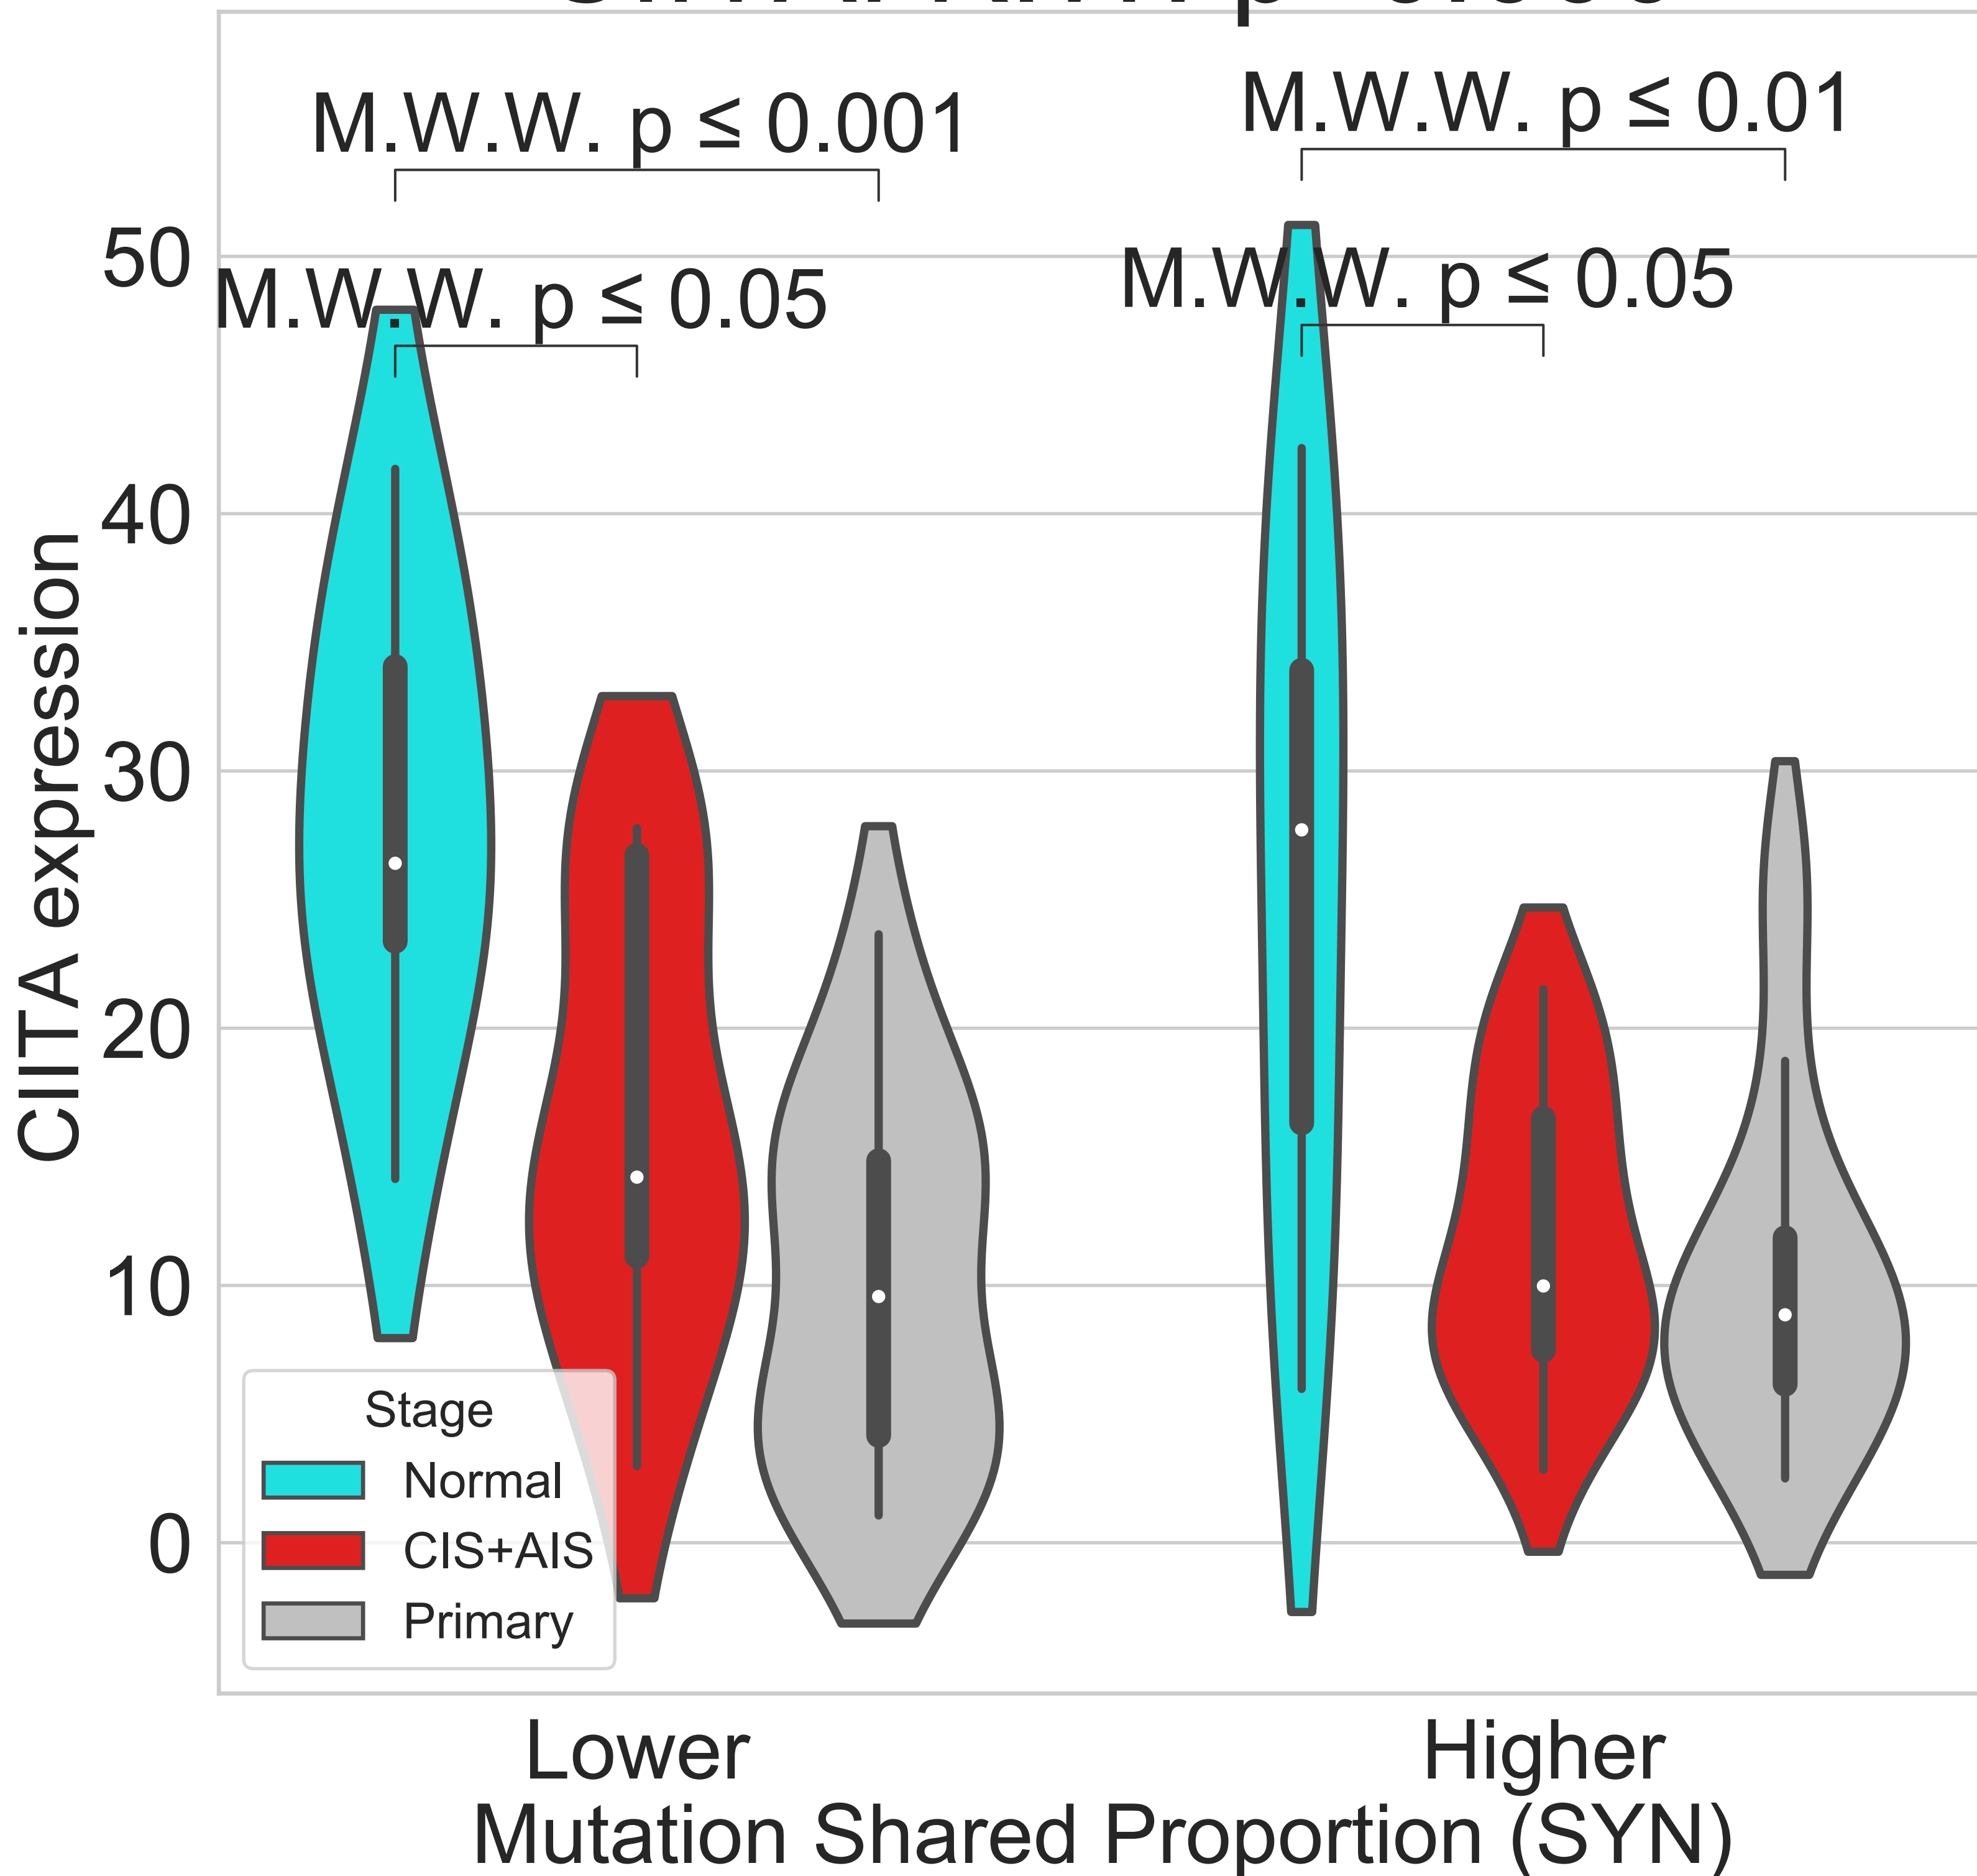 M.W.W. p ≤ 0.001
M.W.W. p ≤ 0.01
M.W.W. p ≤ 0.05
M.W.W. p ≤ 0.05
50
40
30
20
10
0
CIITA expression
Stage
Normal
CIS+AIS
Primary
Lower
Higher
Mutation Shared Proportion (SYN)